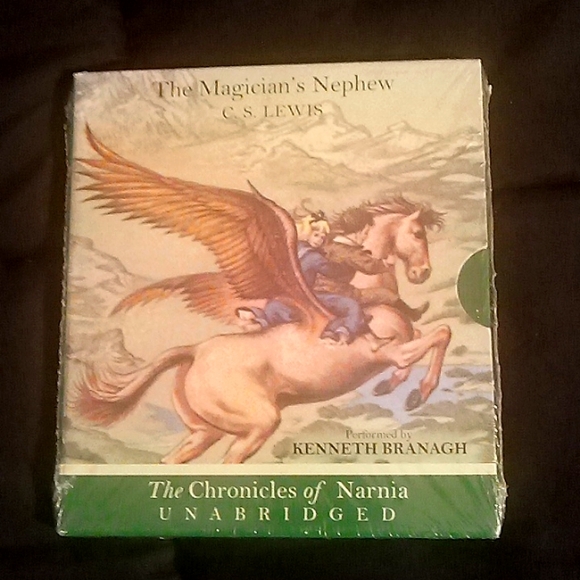 The Magician's Nephew
C. S. LEWIS
Performed by
KENNETH BRANAGH
The Chronicles of Narnia
UNABRIDGED